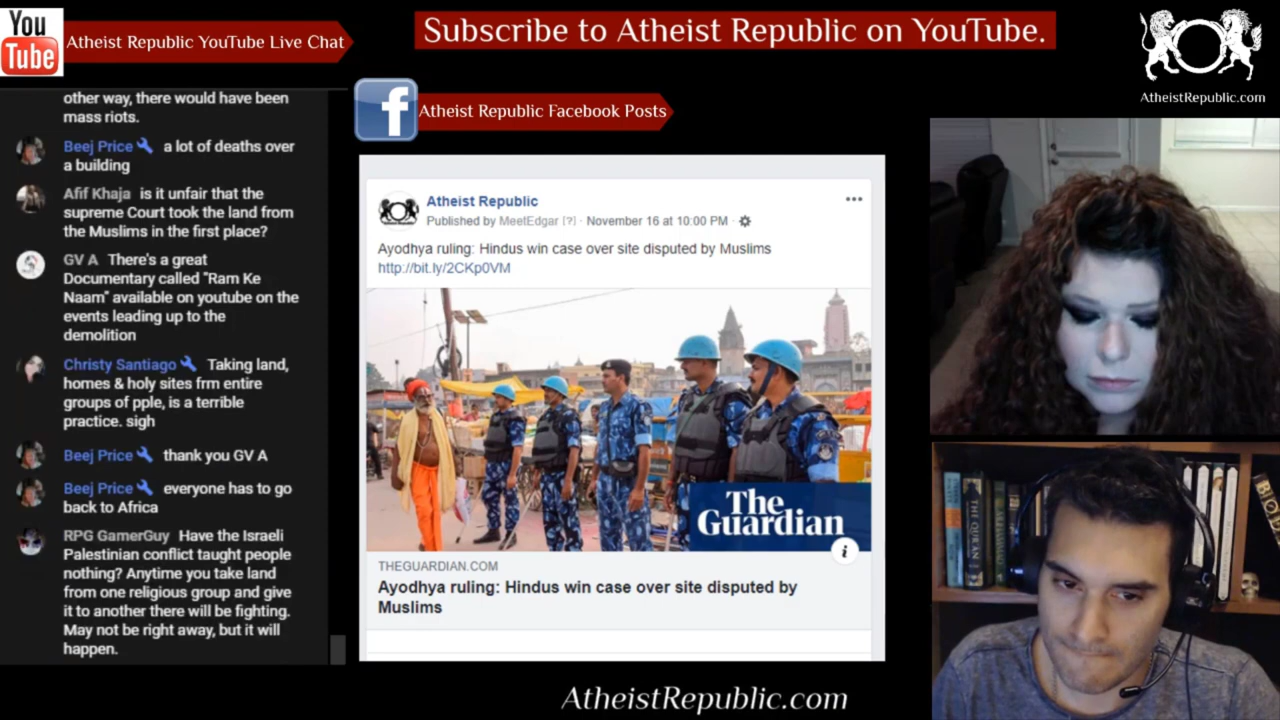 You
Tube
Atheist Republic YouTube Live Chat
Subscribe to Atheist Republic on YouTube.
AtheistRepublic.com
f
Atheist Republic Facebook Posts
other way, there would have been
mass riots.
Beej Price a lot of deaths over
a building
Afif Khaja is it unfair that the
supreme Court took the land from
the Muslims in the first place?
GV A There's a great
Documentary called "Ram Ke
Naam" available on youtube on the
events leading up to the
demolition
Christy Santiago Taking land,
homes & holy sites frm entire
groups of pple, is a terrible
practice. sigh
Beej Price thank you GV A
Beej Price everyone has to go
back to Africa
RPG GamerGuy Have the Israeli
Palestinian conflict taught people
nothing? Anytime you take land
from one religious group and give
it to another there will be fighting.
May not be right away, but it will
happen.
Atheist Republic
Published by MeetEdgar [?] · November 16 at 10:00 PM ·
Ayodhya ruling: Hindus win case over site disputed by Muslims
http://bit.ly/2CKp0VM
The
Guardian
i
THEGUARDIAN.COM
Ayodhya ruling: Hindus win case over site disputed by
Muslims
THE QUR'AN
AtheistRepublic.com